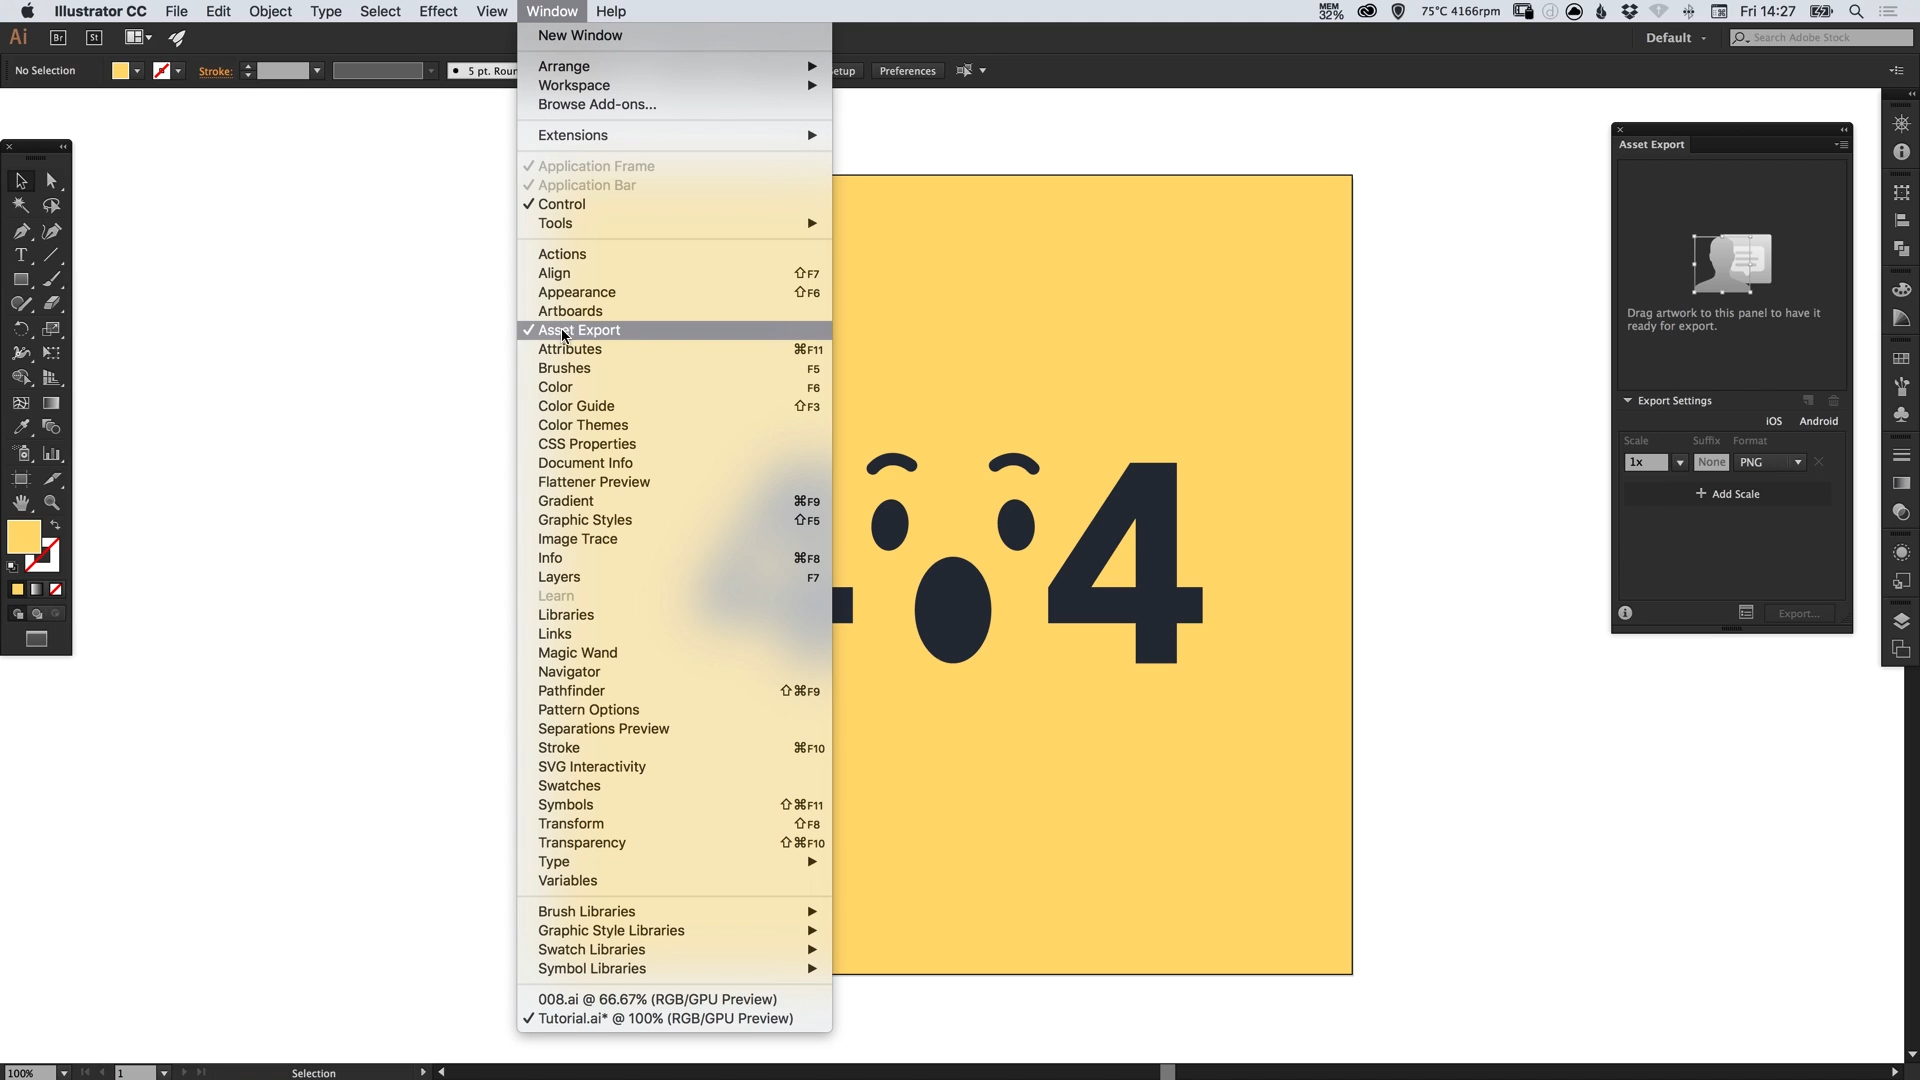 Illustrator CC File Edit Object Type Select Effect View Window Help
MEM 32% 75°C 4166rpm Fri 14:27
Ai Br St Default Search Adobe Stock
No Selection Stroke: 5 pt. Roun etup Preferences
New Window
Arrange
Workspace
Browse Add-ons...
Extensions
Application Frame
Application Bar
Control
Tools
Actions
Align ⇧F7
Appearance ⇧F6
Artboards
Asset Export
Attributes ⌘F11
Brushes F5
Color F6
Color Guide ⇧F3
Color Themes
CSS Properties
Document Info
Flattener Preview
Gradient ⌘F9
Graphic Styles ⇧F5
Image Trace
Info ⌘F8
Layers F7
Learn
Libraries
Links
Magic Wand
Navigator
Pathfinder ⇧⌘F9
Pattern Options
Separations Preview
Stroke ⌘F10
SVG Interactivity
Swatches
Symbols ⇧⌘F11
Transform ⇧F8
Transparency ⇧⌘F10
Type
Variables
Brush Libraries
Graphic Style Libraries
Swatch Libraries
Symbol Libraries
008.ai @ 66.67% (RGB/GPU Preview)
Tutorial.ai* @ 100% (RGB/GPU Preview)
4
Asset Export
Drag artwork to this panel to have it
ready for export.
Export Settings
iOS Android
Scale Suffix Format
1x None PNG
+ Add Scale
Export...
100% 1 Selection